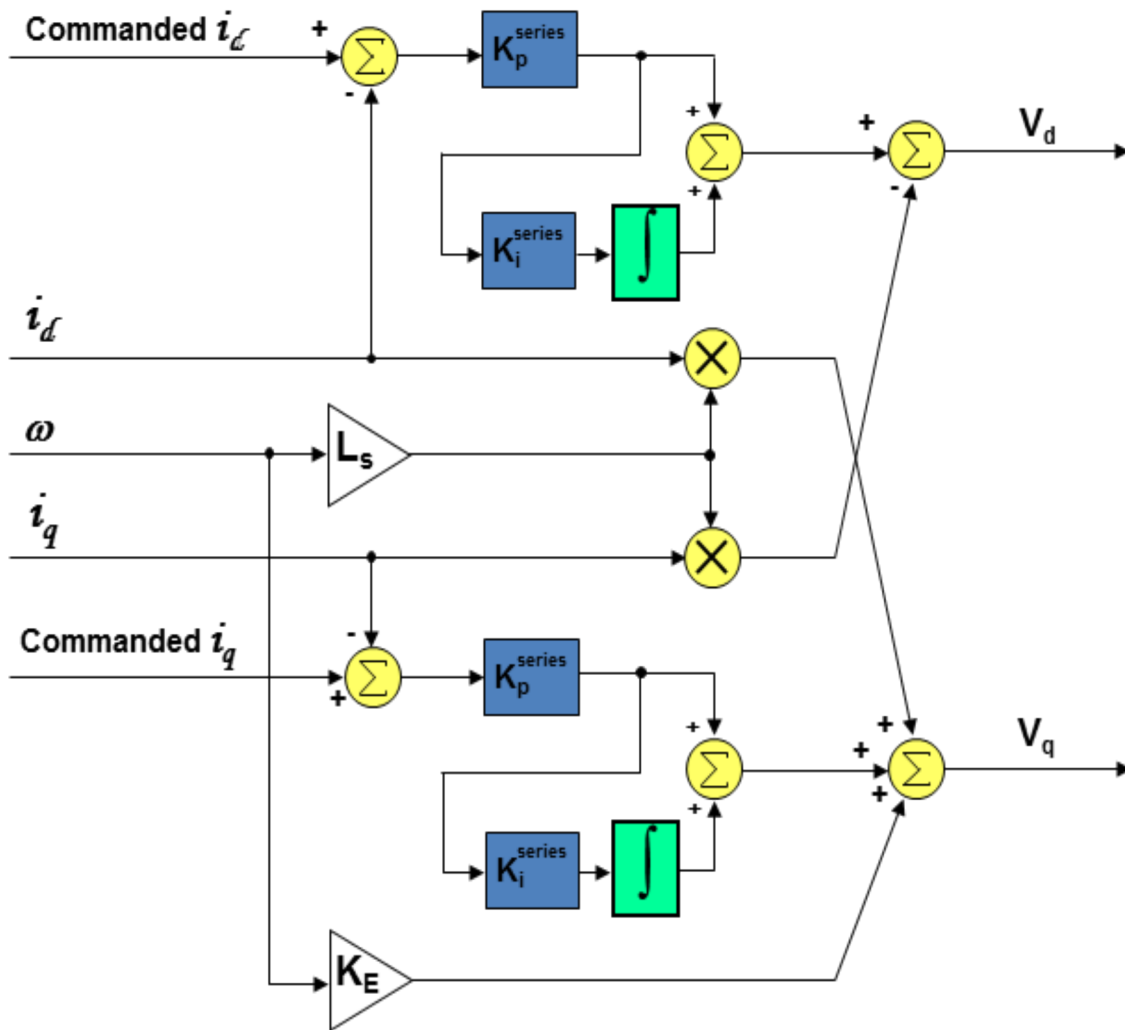 Commanded i_d
+
-
Σ
K_p^series
+
+
Σ
K_i^series
∫
+
-
Σ
V_d
i_d
×
ω
L_s
i_q
×
Commanded i_q
-
+
Σ
K_p^series
+
+
Σ
K_i^series
∫
+
+
+
Σ
V_q
K_E